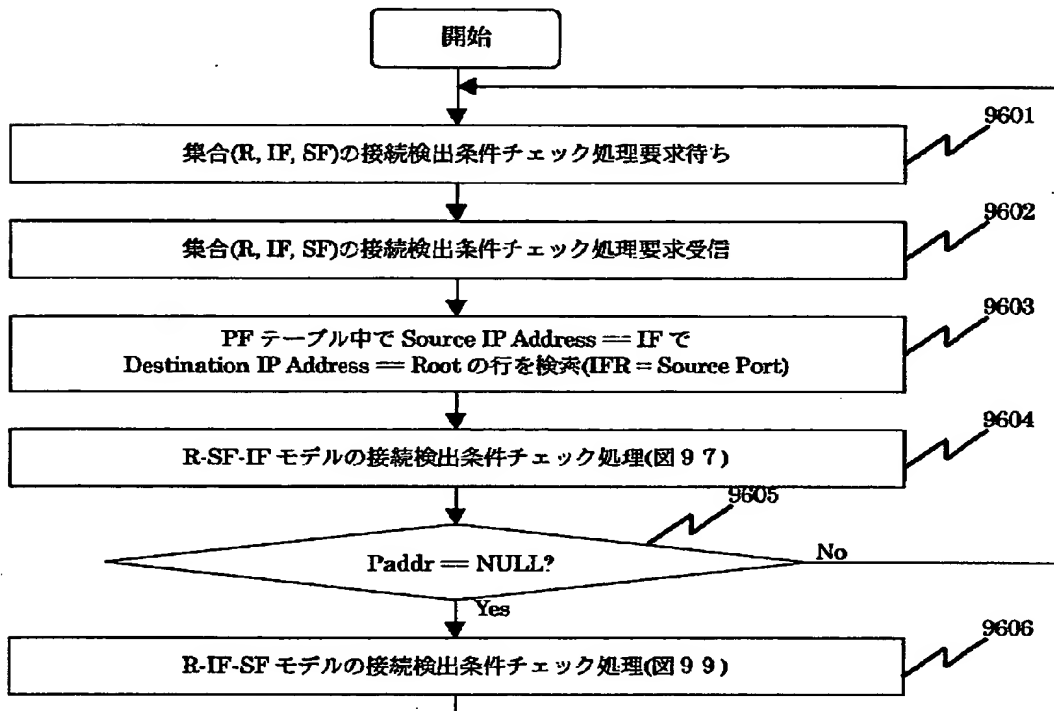 開始
9601
集合(R, IF, SF)の接続検出条件チェック処理要求待ち
9602
集合(R, IF, SF)の接続検出条件チェック処理要求受信
9603
PF テーブル中で Source IP Address == IF で
Destination IP Address == Root の行を検索(IFR = Source Port)
9604
R-SF-IF モデルの接続検出条件チェック処理(図９７)
9605
Paddr == NULL?
No
Yes
9606
R-IF-SF モデルの接続検出条件チェック処理(図９９)